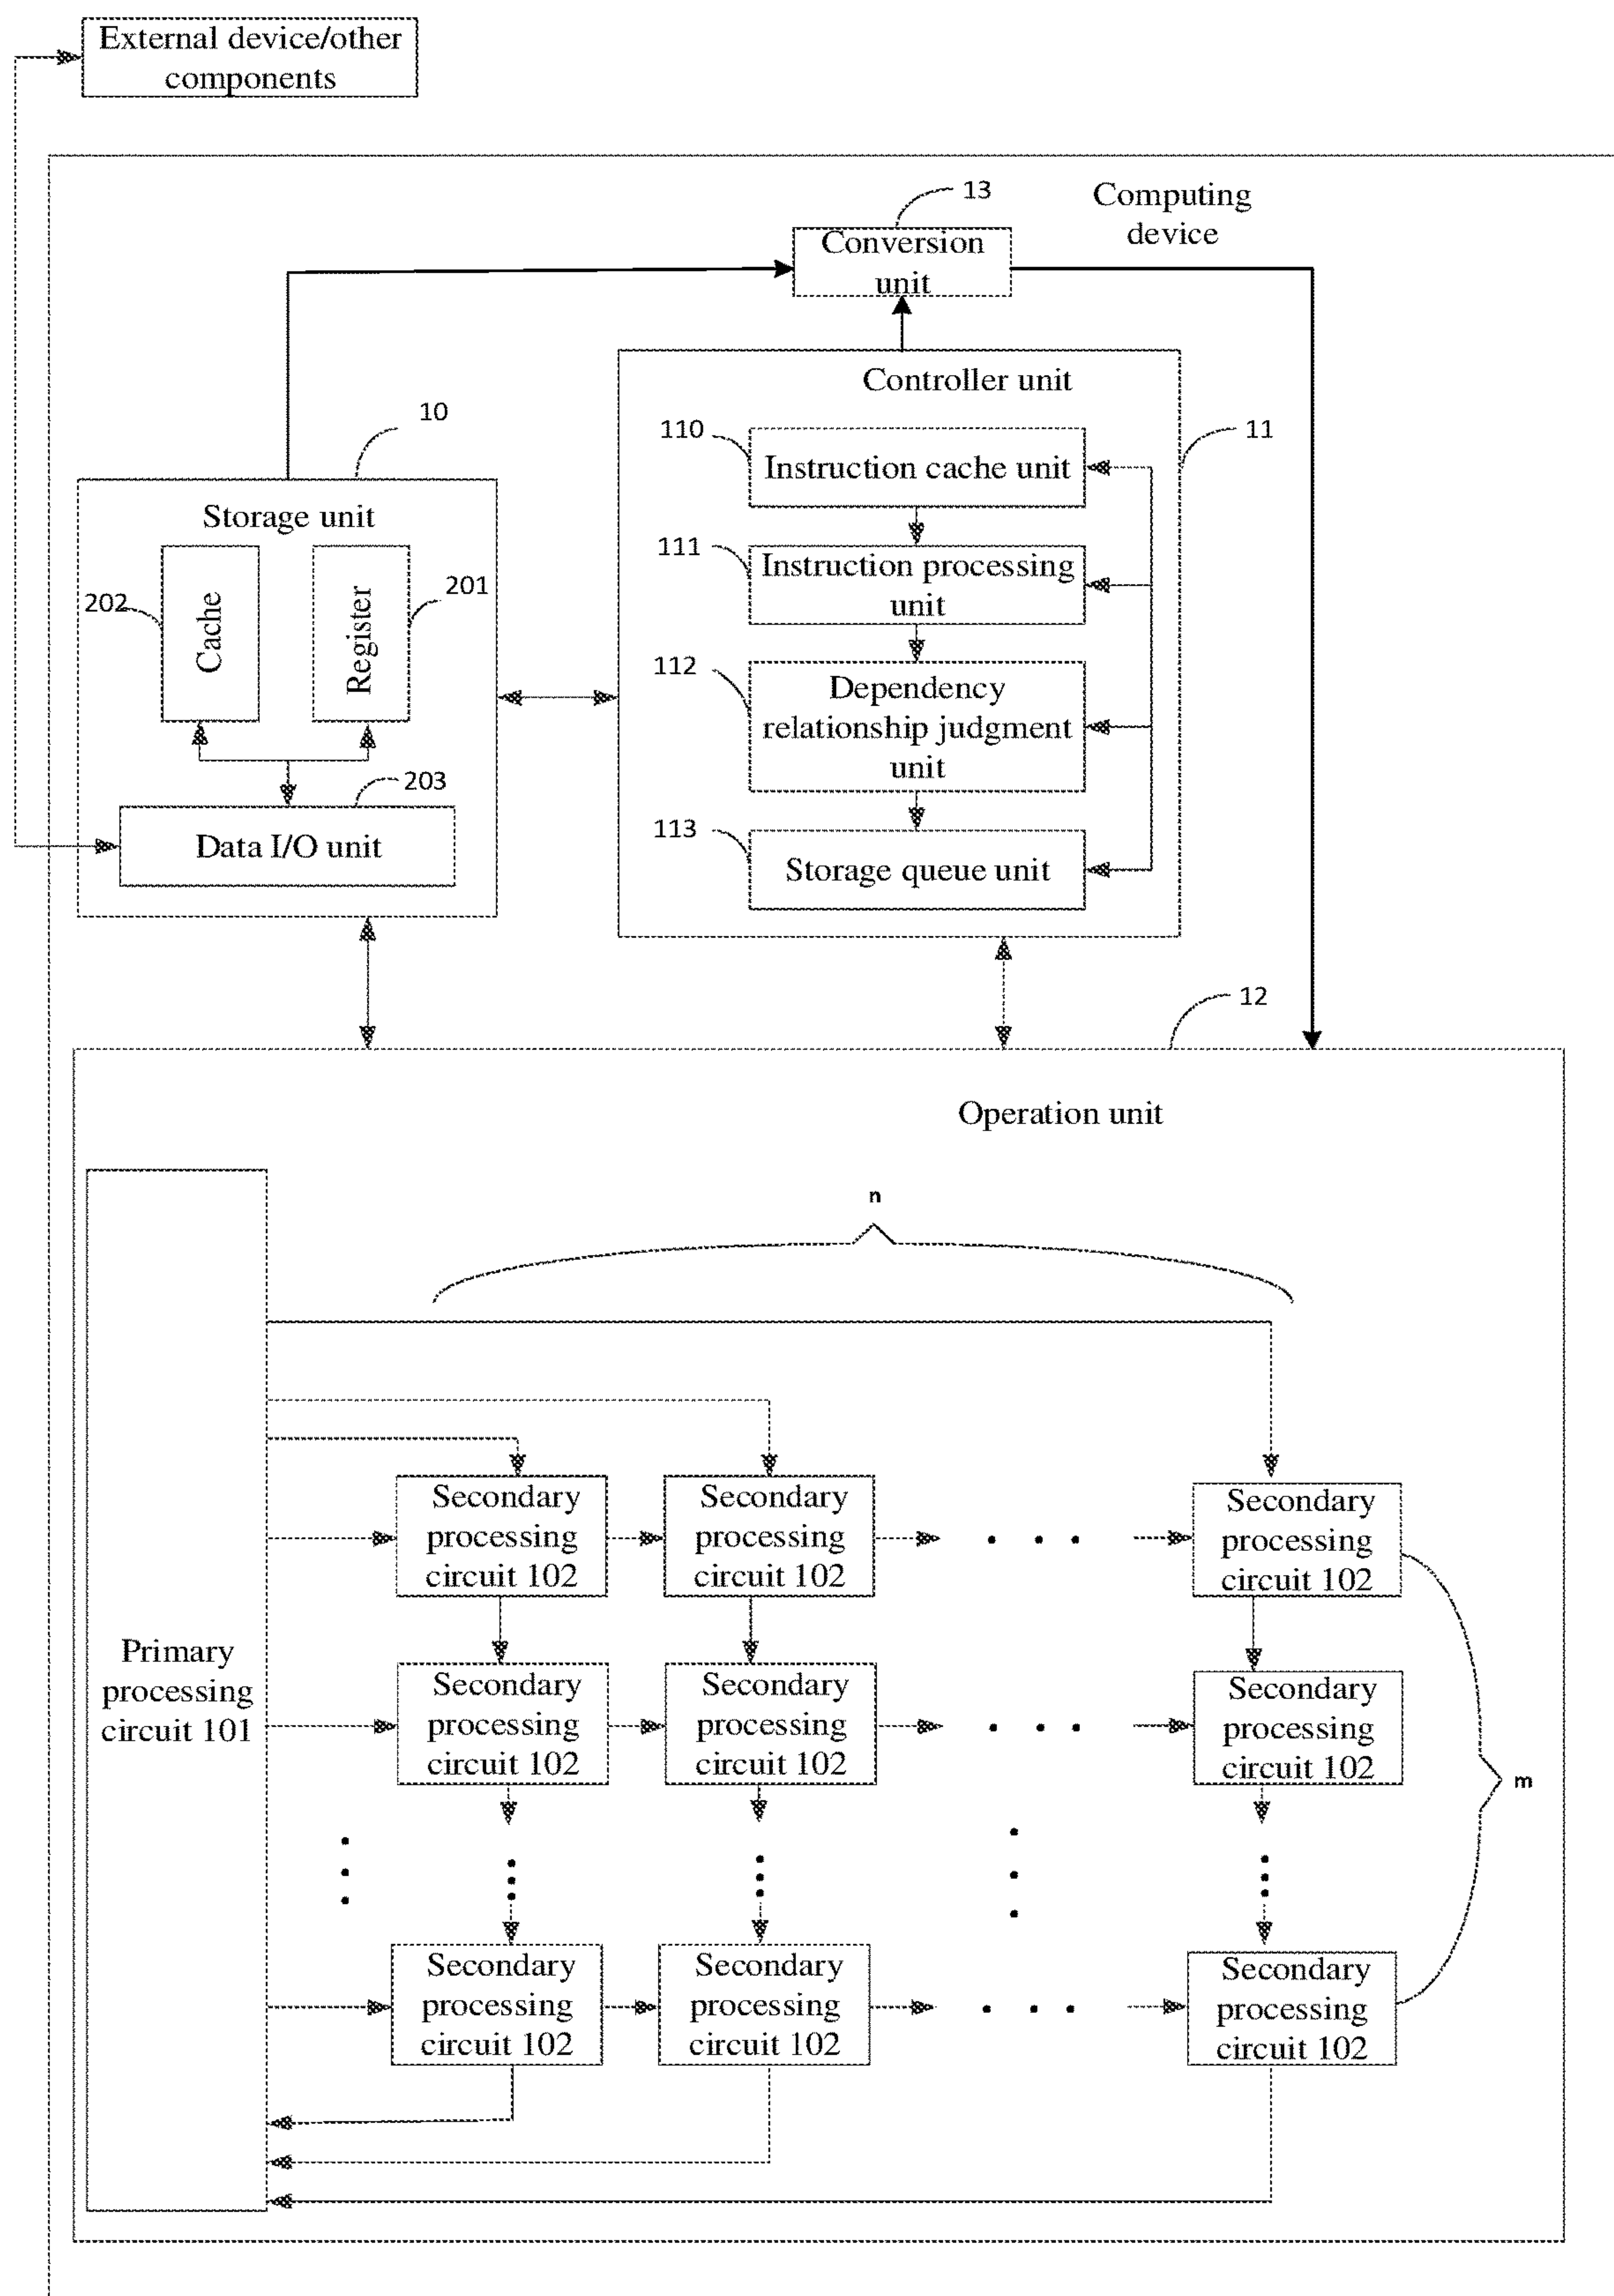 External device/other
components
13
Computing
device
Conversion
unit
Controller unit
10
110
11
Instruction cache unit
Storage unit
111
Instruction processing
unit
202
201
Cache
Register
112
Dependency
relationship judgment
unit
203
113
Data I/O unit
Storage queue unit
12
Operation unit
n
Secondary
processing
circuit 102
Secondary
processing
circuit 102
Secondary
processing
circuit 102
Primary
processing
circuit 101
Secondary
processing
circuit 102
Secondary
processing
circuit 102
Secondary
processing
circuit 102
m
Secondary
processing
circuit 102
Secondary
processing
circuit 102
Secondary
processing
circuit 102